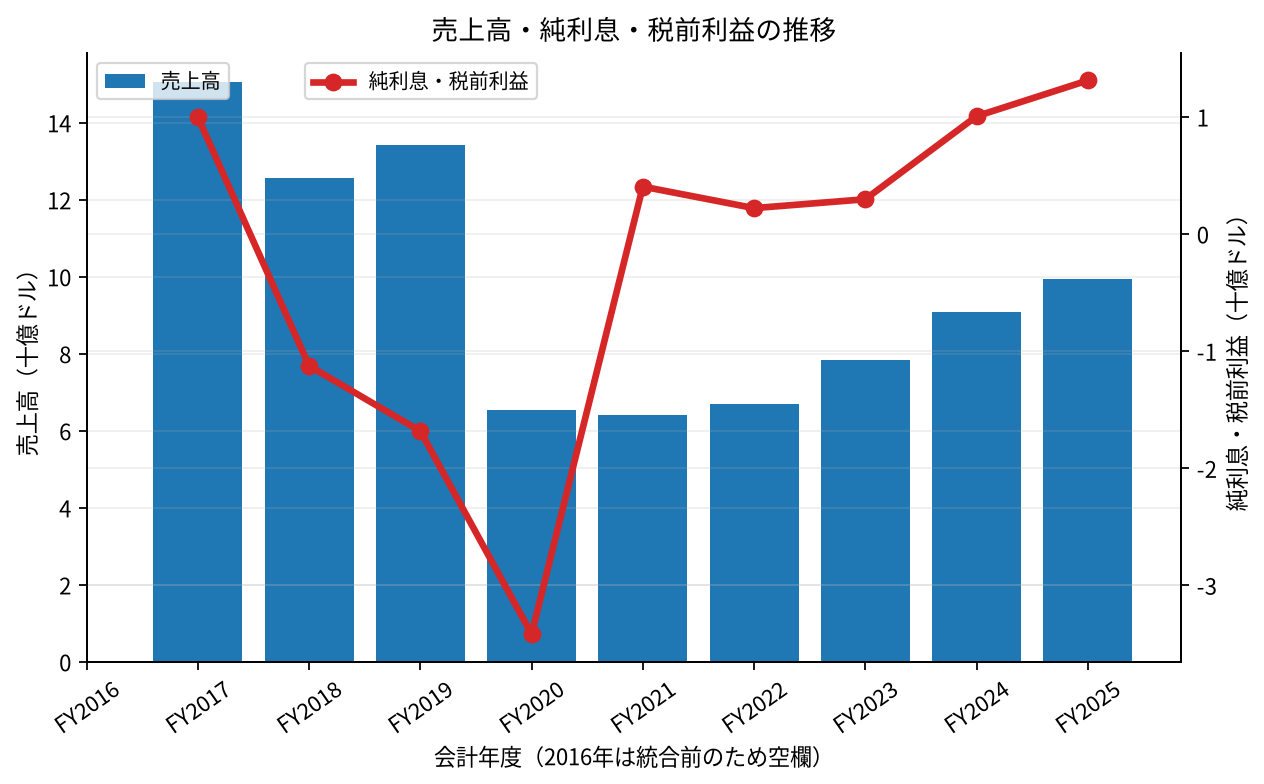 売上高・純利息・税前利益の推移
売上高
純利息・税前利益
14
12
10
8
6
4
2
0
売上高（十億ドル）
1
0
-1
-2
-3
純利息・税前利益（十億ドル）
FY2016
FY2017
FY2018
FY2019
FY2020
FY2021
FY2022
FY2023
FY2024
FY2025
会計年度（2016年は統合前のため空欄）